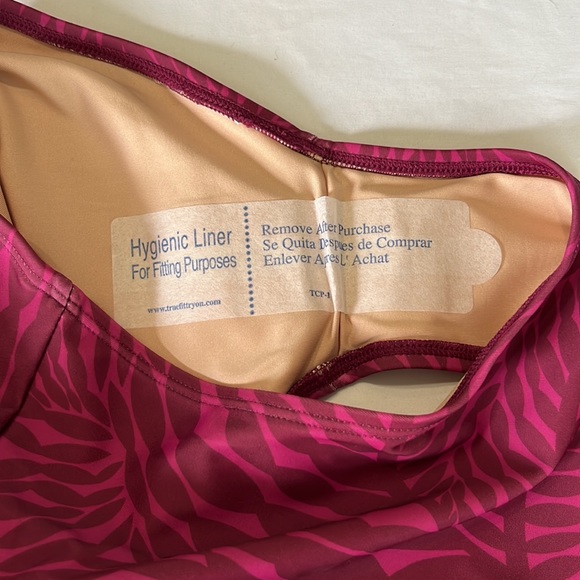 Hygienic Liner
For Fitting Purposes
www.truefittryon.com
Remove After Purchase
Se Quita Despues de Comprar
Enlever Apres L' Achat